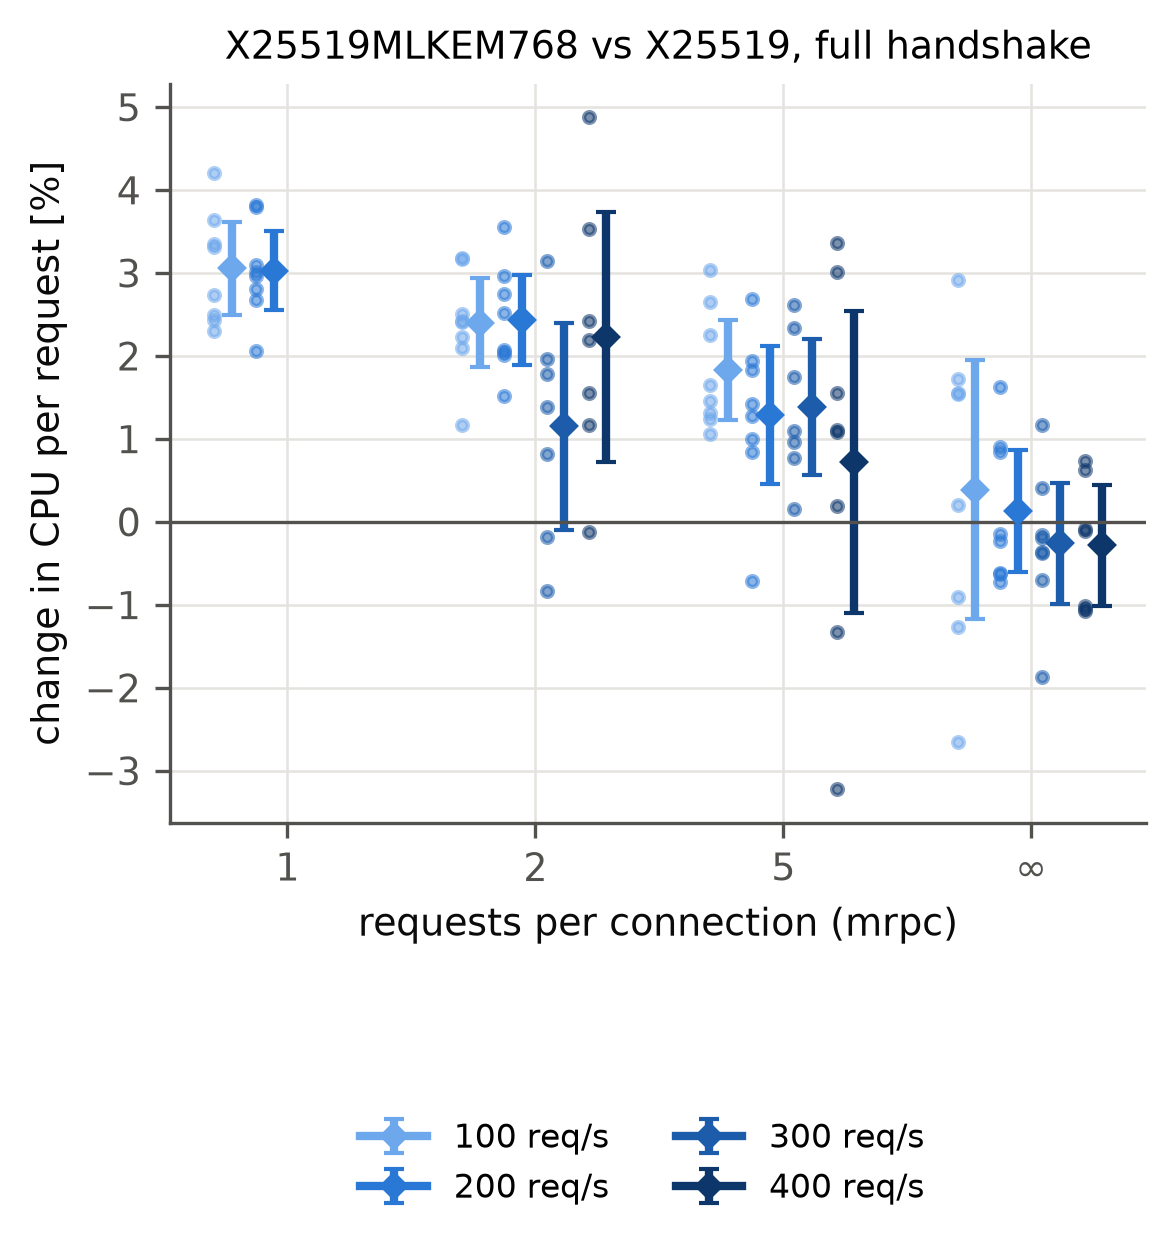 X25519MLKEM768 vs X25519, full handshake
change in CPU per request [%]
5
4
3
2
1
0
−1
−2
−3
1 2 5 ∞
requests per connection (mrpc)
100 req/s 300 req/s
200 req/s 400 req/s